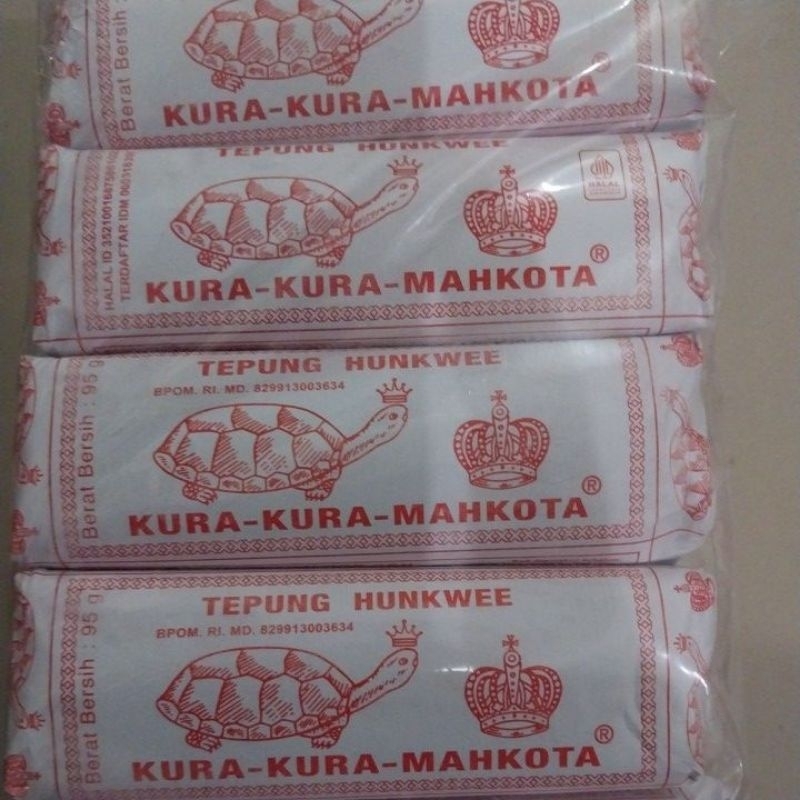 Berat Bersih :
KURA-KURA-MAHKOTA ®
TEPUNG HUNKWEE
HALAL
INDONESIA
HALAL ID
TERDAFTAR IDM
KURA-KURA-MAHKOTA ®
TEPUNG HUNKWEE
BPOM. RI. MD. 829913003634
Berat Bersih : 95 g
KURA-KURA-MAHKOTA ®
TEPUNG HUNKWEE
BPOM. RI. MD. 829913003634
Berat Bersih : 95 g
KURA-KURA-MAHKOTA ®